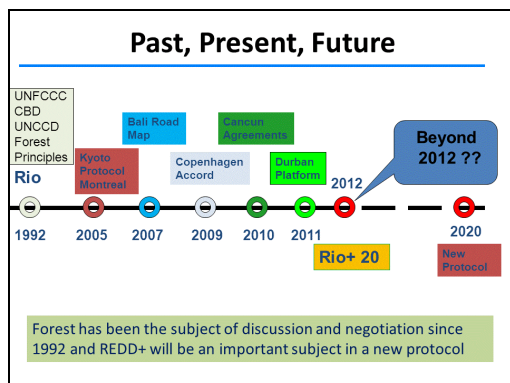 Past, Present, Future
UNFCCC
CBD
UNCCD
Forest
Principles
Rio
Kyoto
Protocol
Montreal
Bali Road
Map
Copenhagen
Accord
Cancun
Agreements
Durban
Platform
2012
Beyond
2012 ??
1992
2005
2007
2009
2010
2011
Rio+ 20
2020
New
Protocol
Forest has been the subject of discussion and negotiation since
1992 and REDD+ will be an important subject in a new protocol